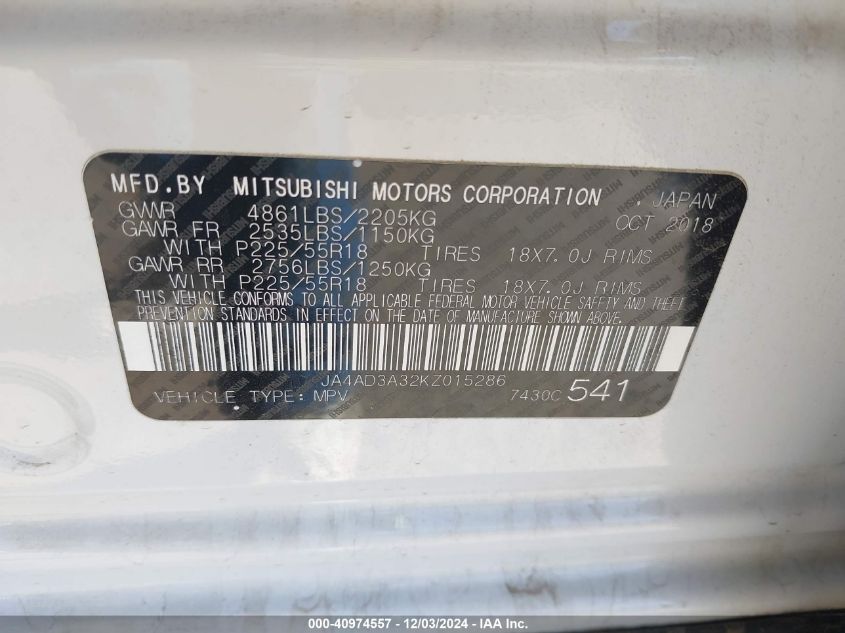 MFD.BY MITSUBISHI MOTORS CORPORATION , JAPAN
GVWR 4861LBS/2205KG OCT 2018
GAWR FR 2535LBS/1150KG
WITH P225/55R18 TIRES 18X7.0J RIMS
GAWR RR 2756LBS/1250KG
WITH P225/55R18 TIRES 18X7.0J RIMS
THIS VEHICLE CONFORMS TO ALL APPLICABLE FEDERAL MOTOR VEHICLE SAFETY AND THEFT
PREVENTION STANDARDS IN EFFECT ON THE DATE OF MANUFACTURE SHOWN ABOVE.
JA4AD3A32KZ015286
VEHICLE TYPE: MPV 7430C 541
000-40974557 - 12/03/2024 - IAA Inc.